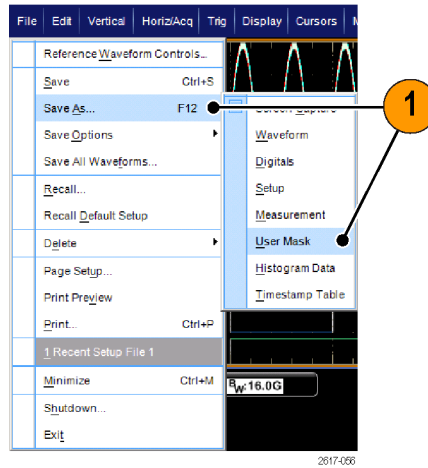 File Edit Vertical Horiz/Acq Trig Display Cursors
Reference Waveform Controls...
Save Ctrl+S
Save As... F12
Save Options
Save All Waveforms...
Recall...
Recall Default Setup
Delete
Page Setup...
Print Preview
Print... Ctrl+P
1 Recent Setup File 1
Minimize Ctrl+M
Shutdown...
Exit
Screen Capture
Waveform
Digitals
Setup
Measurement
User Mask
Histogram Data
Timestamp Table
1
BW:16.0G
2617-056